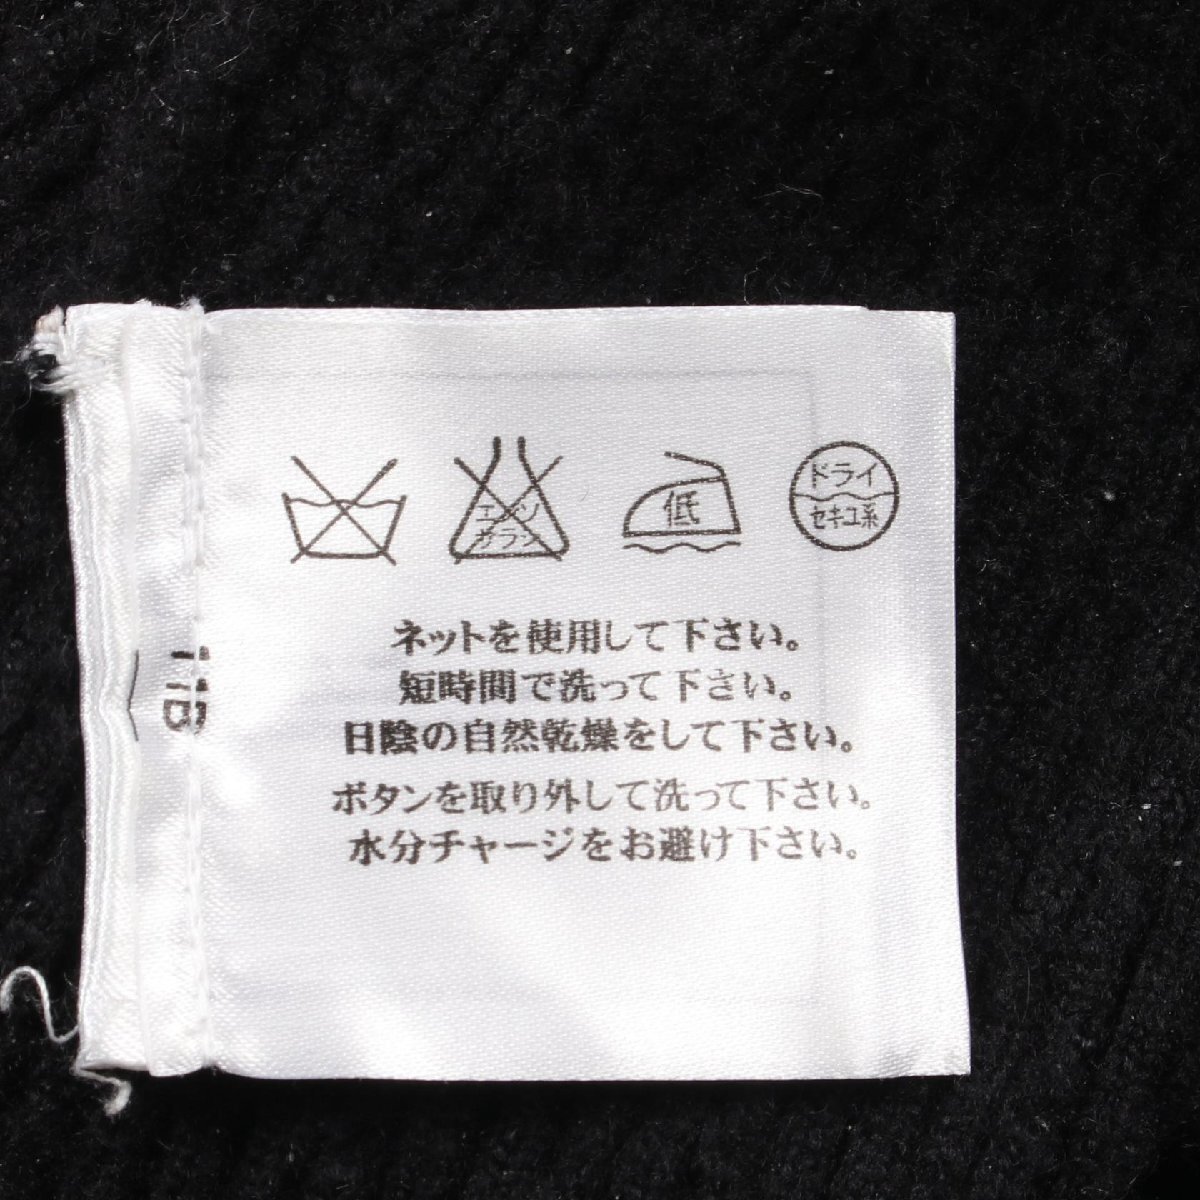 エンソ
サラシ
低
ドライ
セキユ系
ネットを使用して下さい。
短時間で洗って下さい。
日陰の自然乾燥をして下さい。
ボタンを取り外して洗って下さい。
水分チャージをお避け下さい。